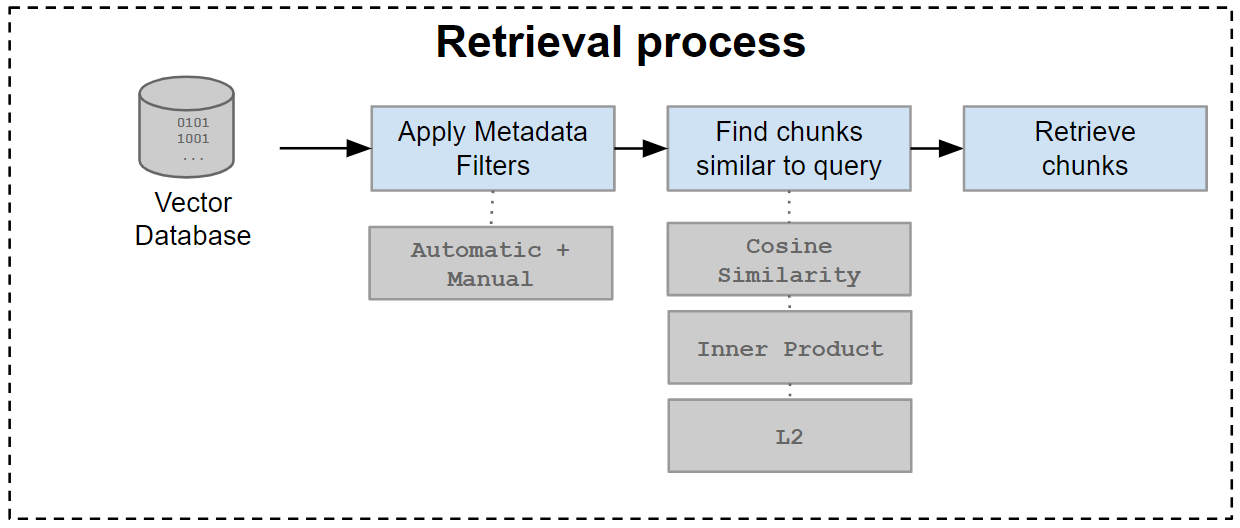 Retrieval process
0101
1001
...
Vector
Database
Apply Metadata
Filters
Automatic +
Manual
Find chunks
similar to query
Cosine
Similarity
Inner Product
L2
Retrieve
chunks